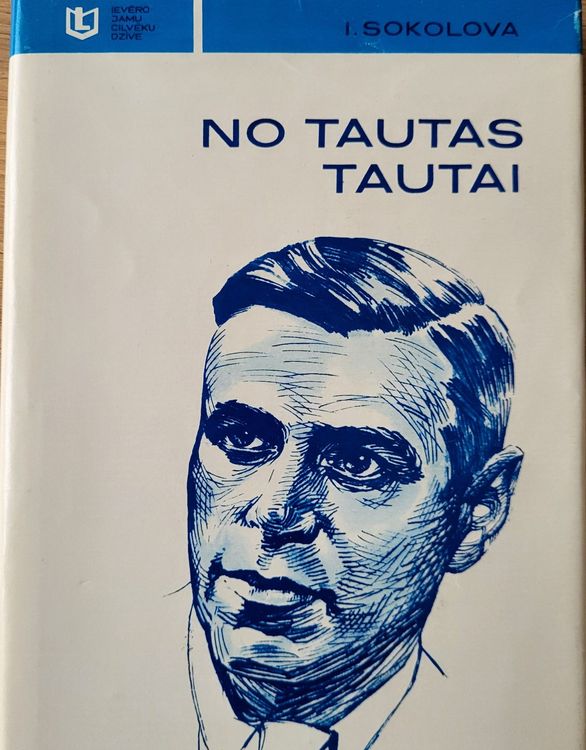 IEVĒRO-
JAMU
CILVĒKU
DZĪVE
I. SOKOLOVA
NO TAUTAS
TAUTAI